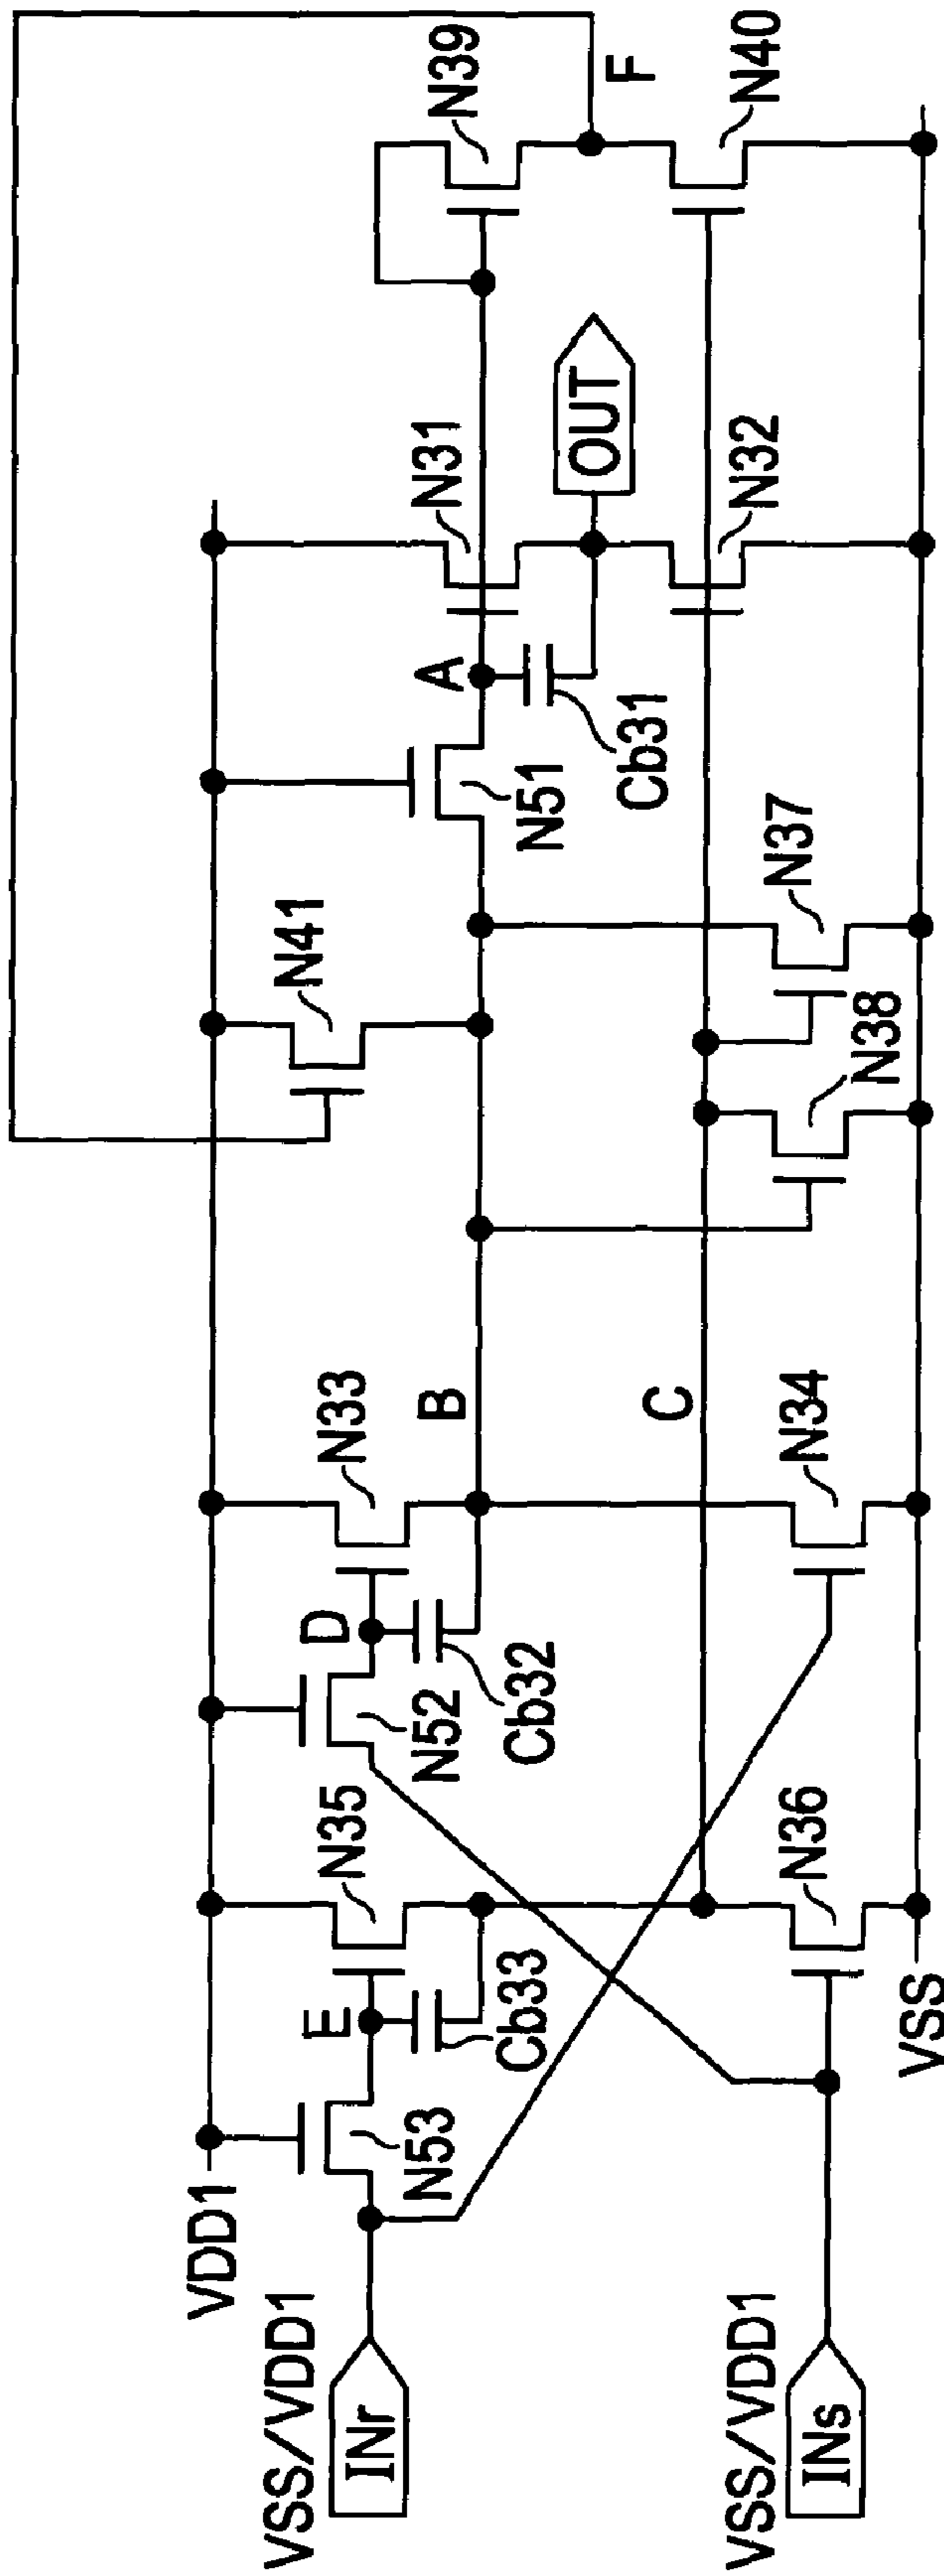 VDD1
VSS/VDD1
INr
VSS/VDD1
INs
VSS
N53
E
Cb33
N35
N36
N52
D
Cb32
N33
N34
B
C
N41
N38
N37
N51
A
Cb31
N31
OUT
N32
N39
F
N40